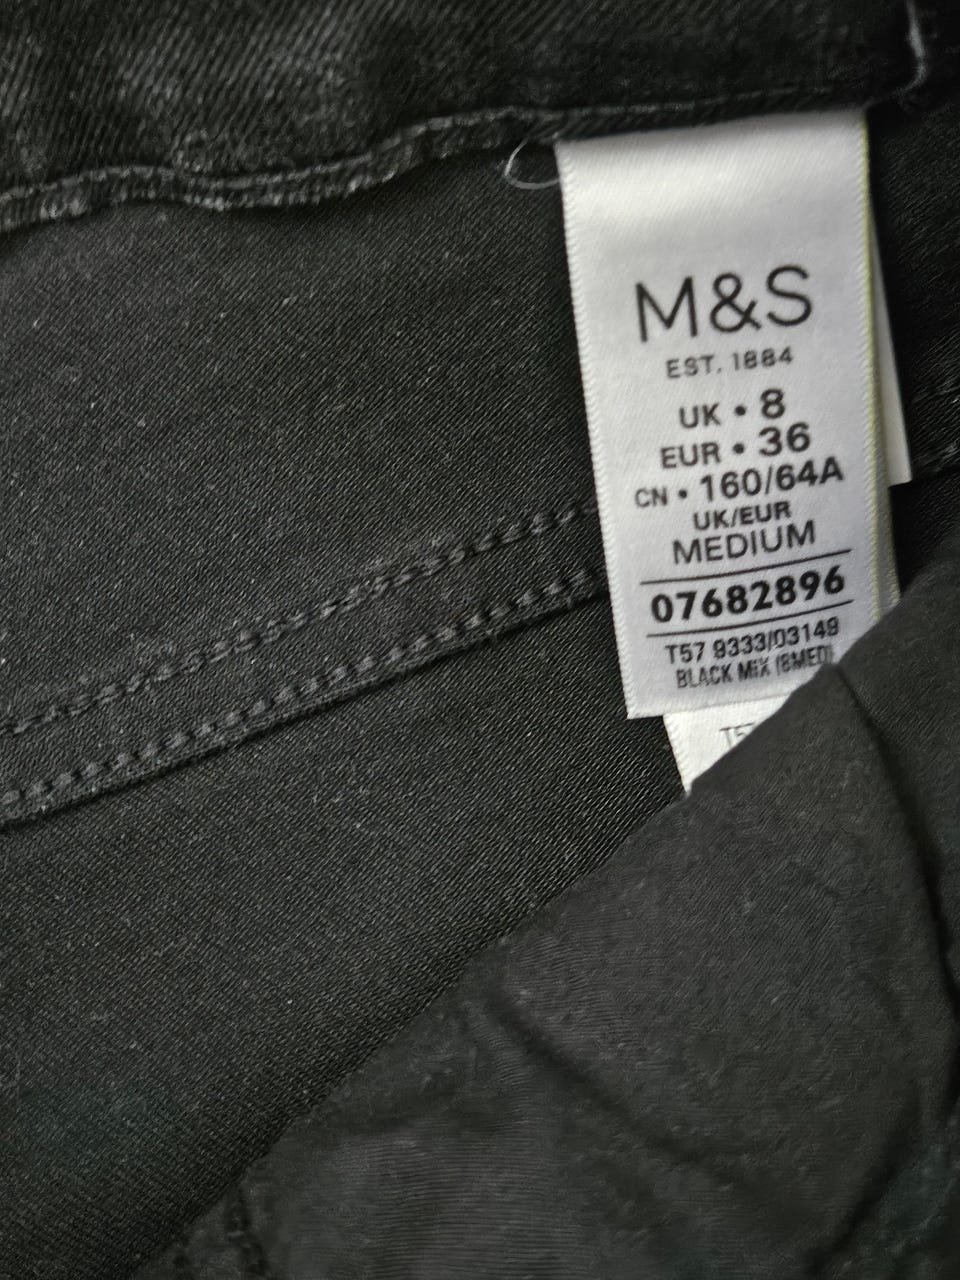 M&S
EST. 1884
UK • 8
EUR • 36
CN • 160/64A
UK/EUR
MEDIUM
07682896
T57 9333/03149
BLACK MIX (8MED)